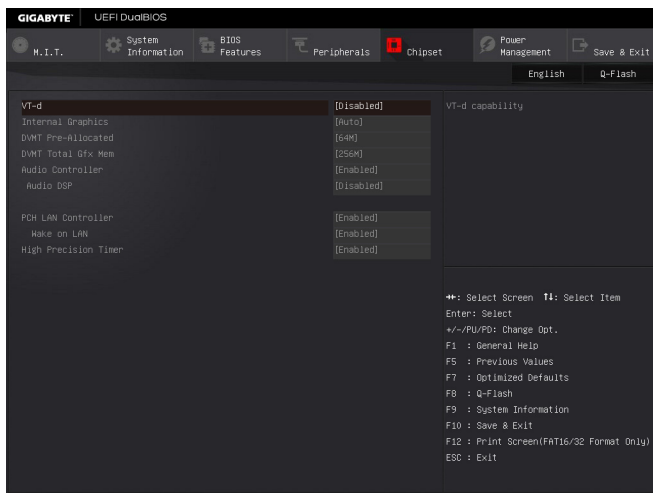 GIGABYTE™ UEFI DualBIOS
M.I.T. System Information BIOS Features Peripherals Chipset Power Management Save & Exit
English Q-Flash
VT-d [Disabled] VT-d capability
Internal Graphics [Auto]
DVMT Pre-Allocated [64M]
DVMT Total Gfx Mem [256M]
Audio Controller [Enabled]
Audio DSP [Disabled]
PCH LAN Controller [Enabled]
Wake on LAN [Enabled]
High Precision Timer [Enabled]
→←: Select Screen ↑↓: Select Item
Enter: Select
+/-/PU/PD: Change Opt.
F1 : General Help
F5 : Previous Values
F7 : Optimized Defaults
F8 : Q-Flash
F9 : System Information
F10 : Save & Exit
F12 : Print Screen(FAT16/32 Format Only)
ESC : Exit